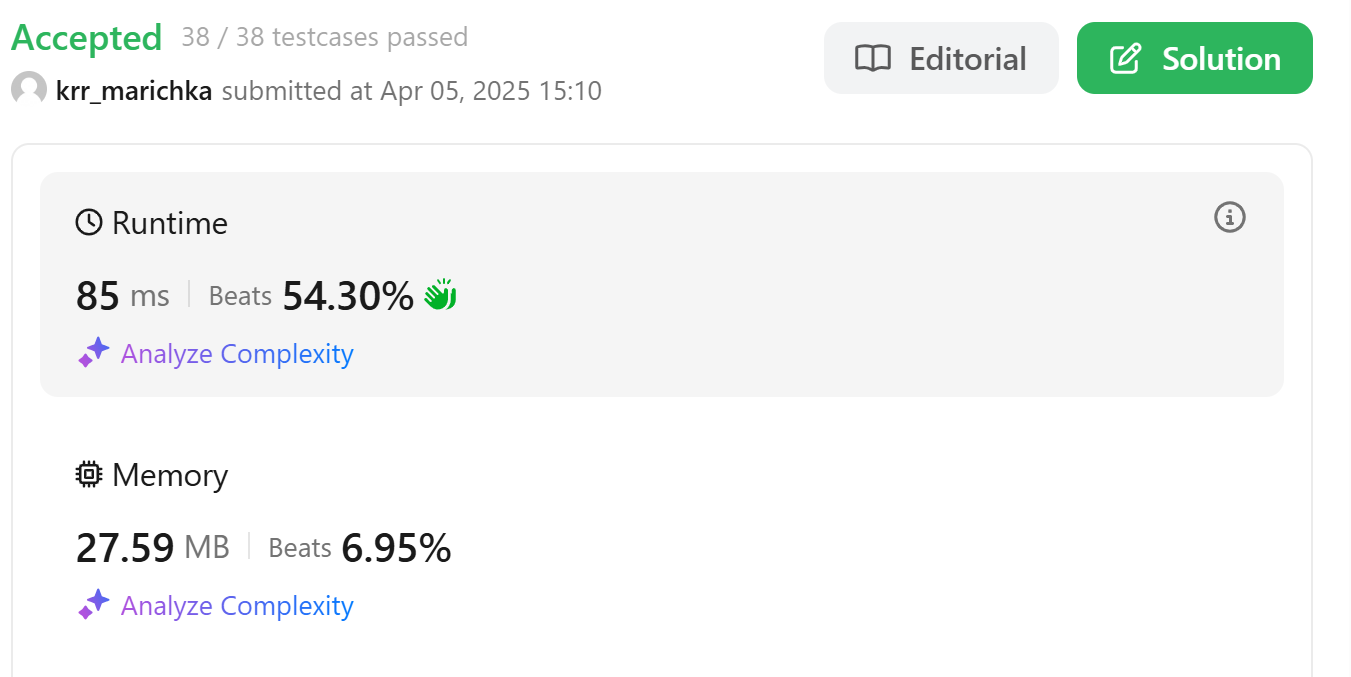 Accepted 38 / 38 testcases passed
krr_marichka submitted at Apr 05, 2025 15:10
Editorial
Solution
Runtime
85 ms Beats 54.30%
Analyze Complexity
Memory
27.59 MB Beats 6.95%
Analyze Complexity